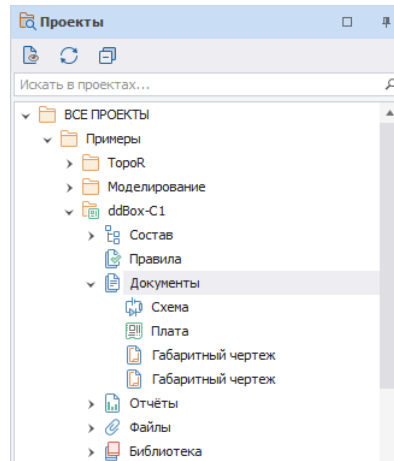 Проекты
Искать в проектах...
ВСЕ ПРОЕКТЫ
Примеры
TopoR
Моделирование
ddBox-C1
Состав
Правила
Документы
Схема
Плата
Габаритный чертеж
Габаритный чертеж
Отчёты
Файлы
Библиотека